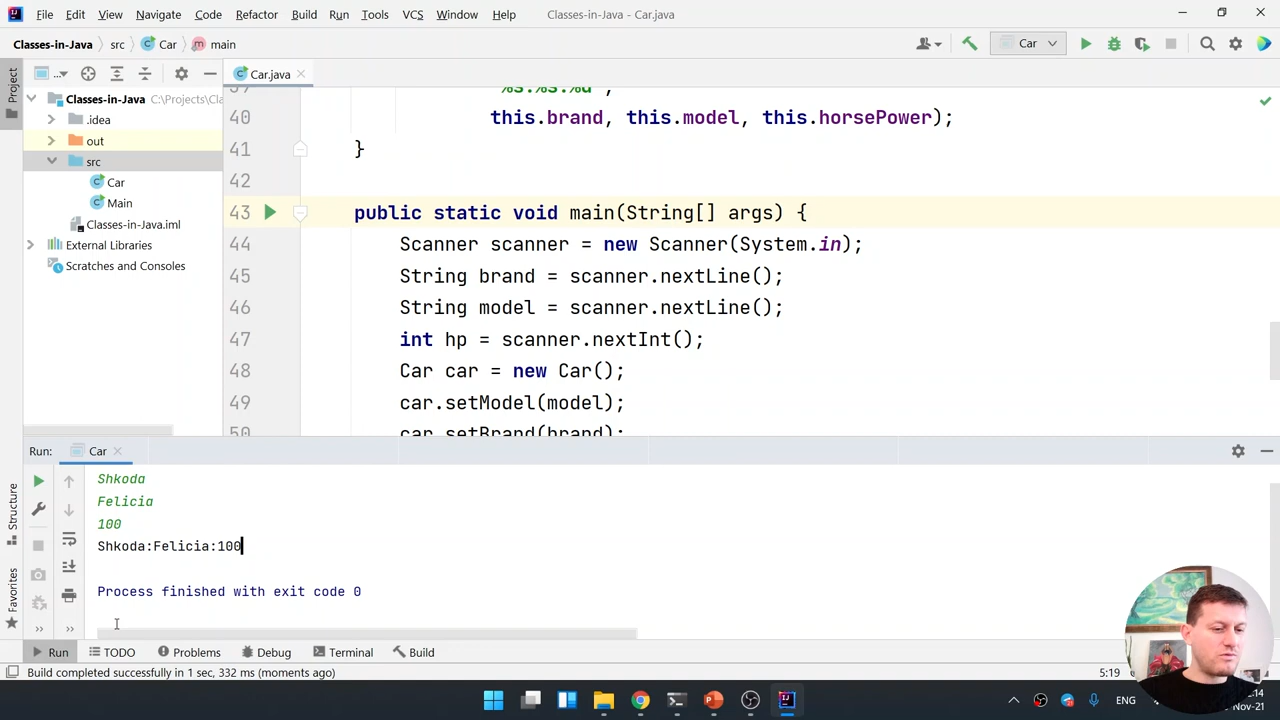 File Edit View Navigate Code Refactor Build Run Tools VCS Window Help Classes-in-Java - Car.java
Classes-in-Java src Car main Car
Project ... Car.java
Classes-in-Java C:\Projects\Cla
.idea
out
src
Car
Main
Classes-in-Java.iml
External Libraries
Scratches and Consoles
40 this.brand, this.model, this.horsePower);
41 }
42
43 public static void main(String[] args) {
44 Scanner scanner = new Scanner(System.in);
45 String brand = scanner.nextLine();
46 String model = scanner.nextLine();
47 int hp = scanner.nextInt();
48 Car car = new Car();
49 car.setModel(model);
50 car.setBrand(brand);
Run: Car
Shkoda
Felicia
100
Shkoda:Felicia:100
Process finished with exit code 0
Structure
Favorites
Run TODO Problems Debug Terminal Build
Build completed successfully in 1 sec, 332 ms (moments ago) 5:19
ENG